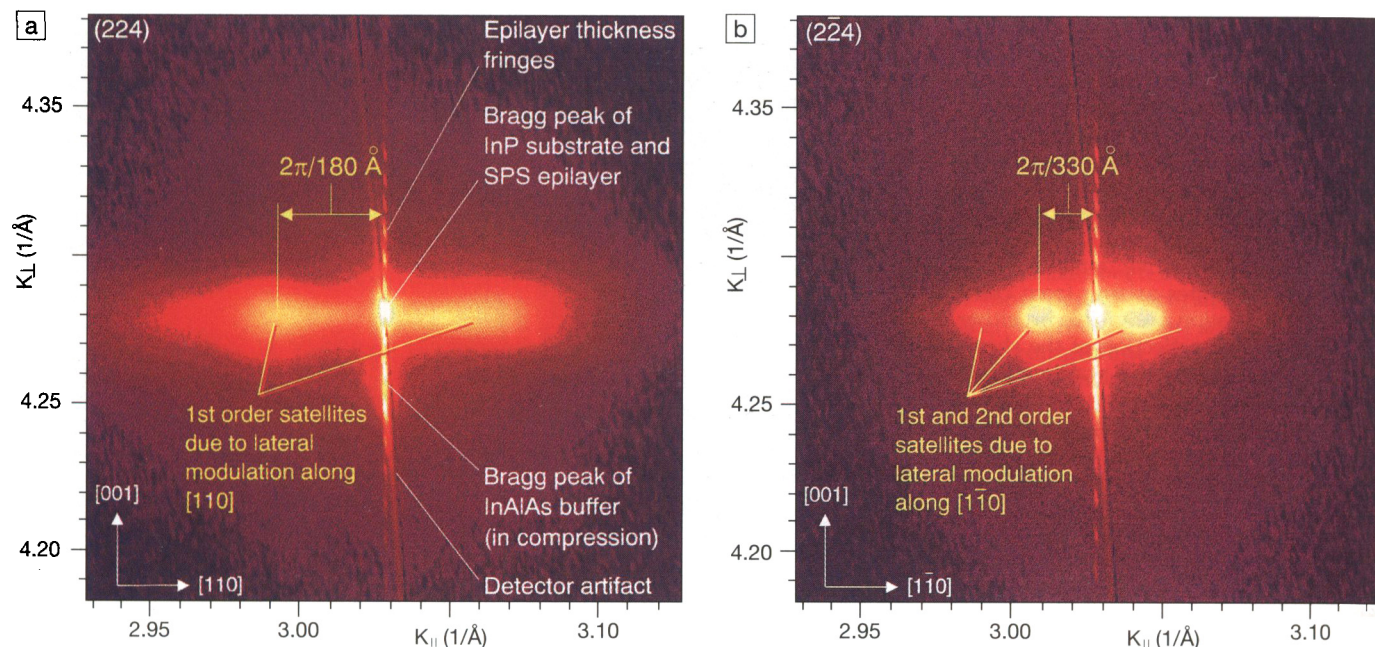 a
(224)
Epilayer thickness
fringes
Bragg peak of
InP substrate and
SPS epilayer
2π/180 Å
1st order satellites
due to lateral
modulation along
[110]
Bragg peak of
InAlAs buffer
(in compression)
Detector artifact
[001]
[110]
4.35
4.25
4.20
K⊥ (1/Å)
2.95
3.00
3.10
K|| (1/Å)
b
(22̅4)
2π/330 Å
1st and 2nd order
satellites due to
lateral modulation
along [11̅0]
[001]
[11̅0]
4.35
4.25
4.20
K⊥ (1/Å)
2.95
3.00
3.10
K|| (1/Å)